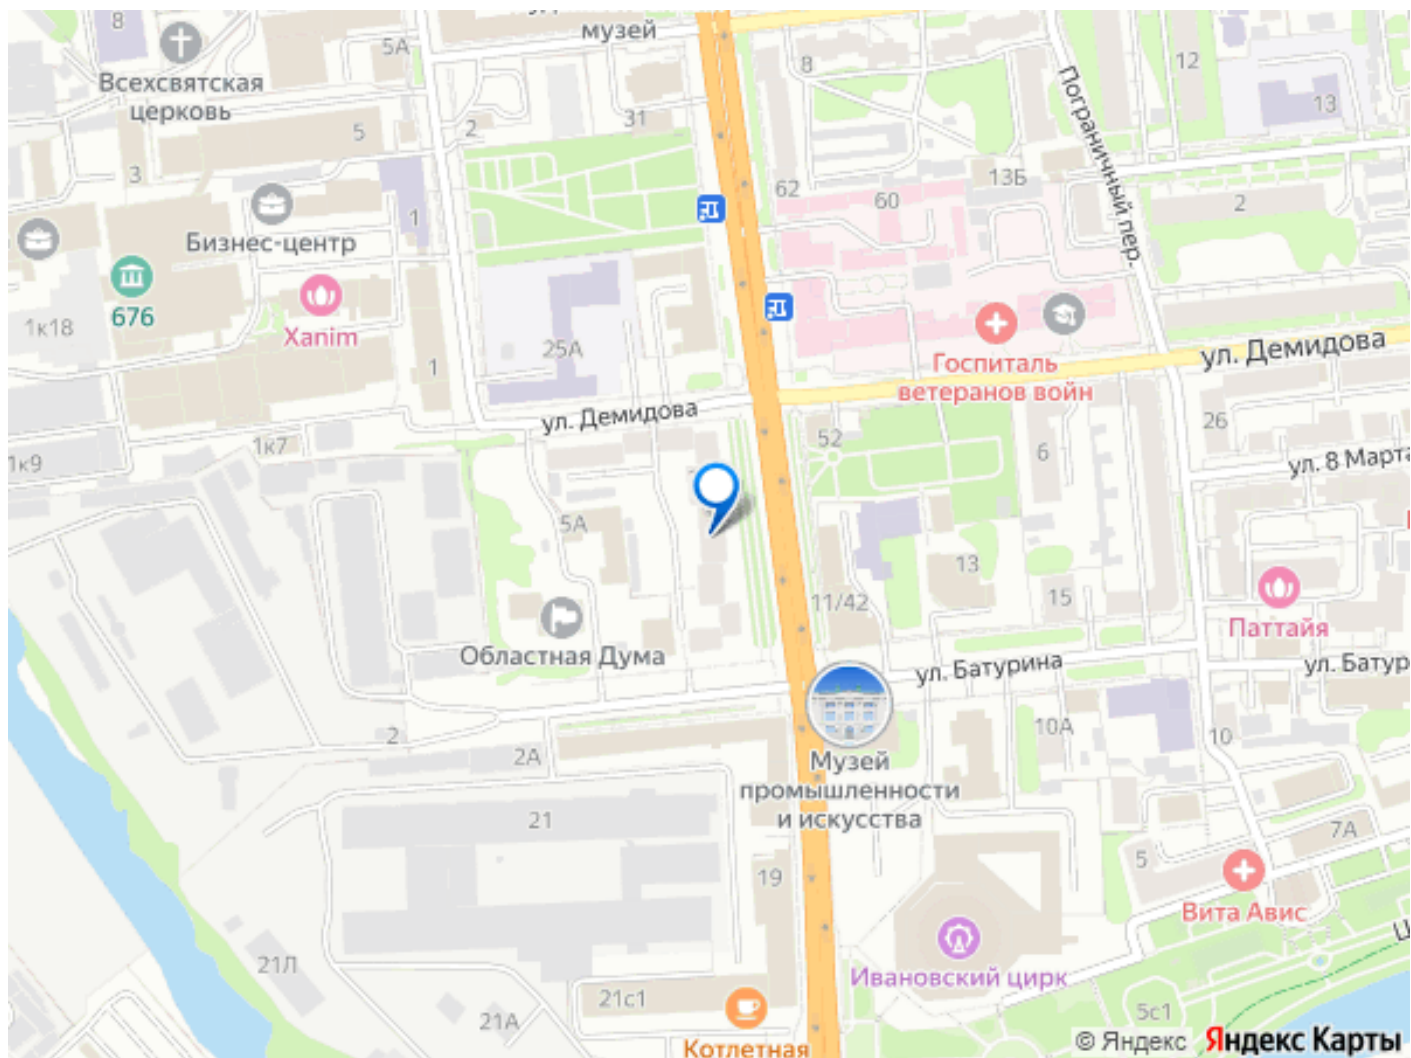 8
музей
5А
8
12
Всехсвятская
церковь
Пограничный пер.
13
31
2
5
3
62
60
13Б
2
1
Бизнес-центр
676
1к18
Xanim
25А
1
Госпиталь
ветеранов войн
ул. Демидова
ул. Демидова
52
26
6
1к7
1к9
ул. 8 Марта
5А
13
11/42
15
Паттайя
Областная Дума
ул. Батурина
ул. Батур
10А
10
2
2А
Музей
промышленности
и искусства
21
7А
5
19
Вита Авис
21Л
Ивановский цирк
21с1
5с1
21А
Котлетная
© Яндекс Яндекс Карты